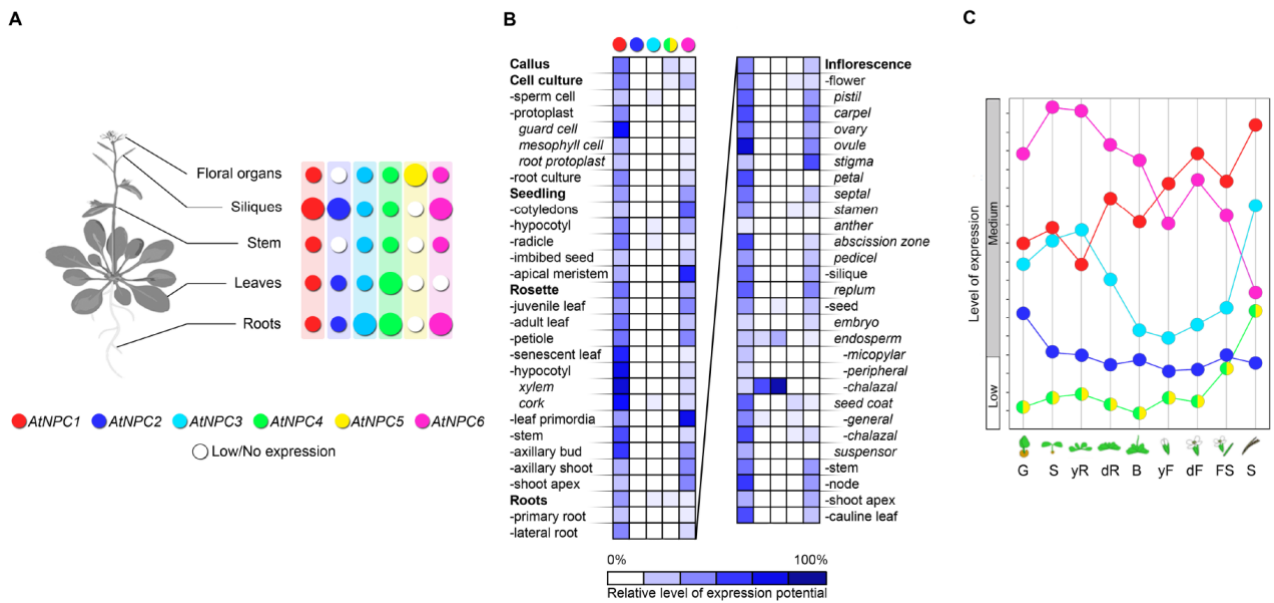 A
Floral organs
Siliques
Stem
Leaves
Roots
AtNPC1 AtNPC2 AtNPC3 AtNPC4 AtNPC5 AtNPC6
Low/No expression
B
Callus
Cell culture
-sperm cell
-protoplast
guard cell
mesophyll cell
root protoplast
-root culture
Seedling
-cotyledons
-hypocotyl
-radicle
-imbibed seed
-apical meristem
Rosette
-juvenile leaf
-adult leaf
-petiole
-senescent leaf
-hypocotyl
xylem
cork
-leaf primordia
-stem
-axillary bud
-axillary shoot
-shoot apex
Roots
-primary root
-lateral root
Inflorescence
-flower
pistil
carpel
ovary
ovule
stigma
petal
septal
stamen
anther
abscission zone
pedicel
-silique
replum
-seed
embryo
endosperm
-micopylar
-peripheral
-chalazal
seed coat
-general
-chalazal
suspensor
-stem
-node
-shoot apex
-cauline leaf
0% 100%
Relative level of expression potential
C
Level of expression
Medium
Low
G S yR dR B yF dF FS S